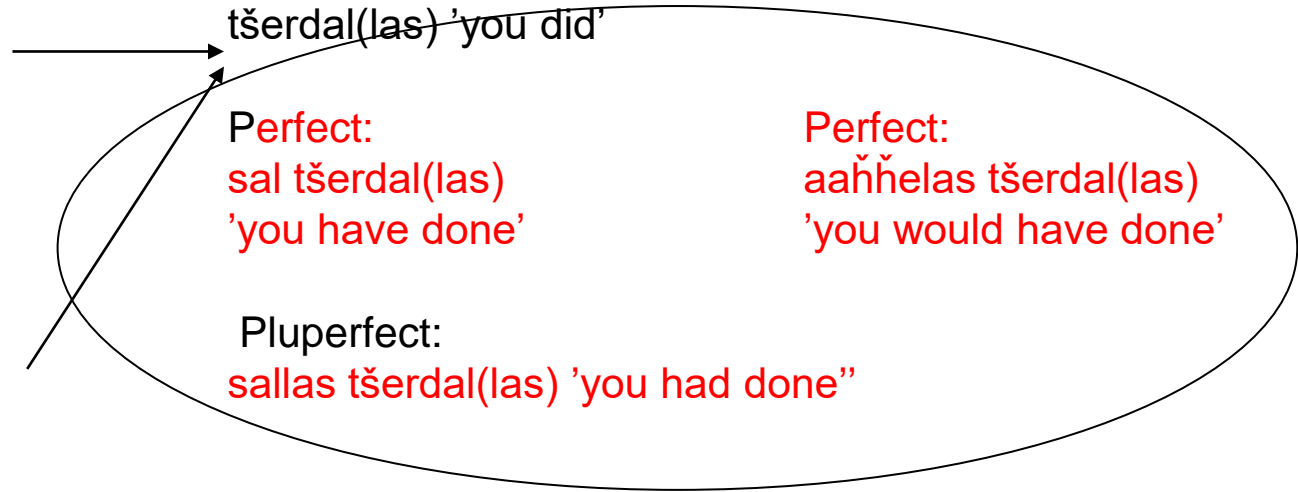 tšerdal(las) ’you did’
Perfect:
sal tšerdal(las)
’you have done’
Perfect:
aaȟȟelas tšerdal(las)
’you would have done’
Pluperfect:
sallas tšerdal(las) ’you had done’’